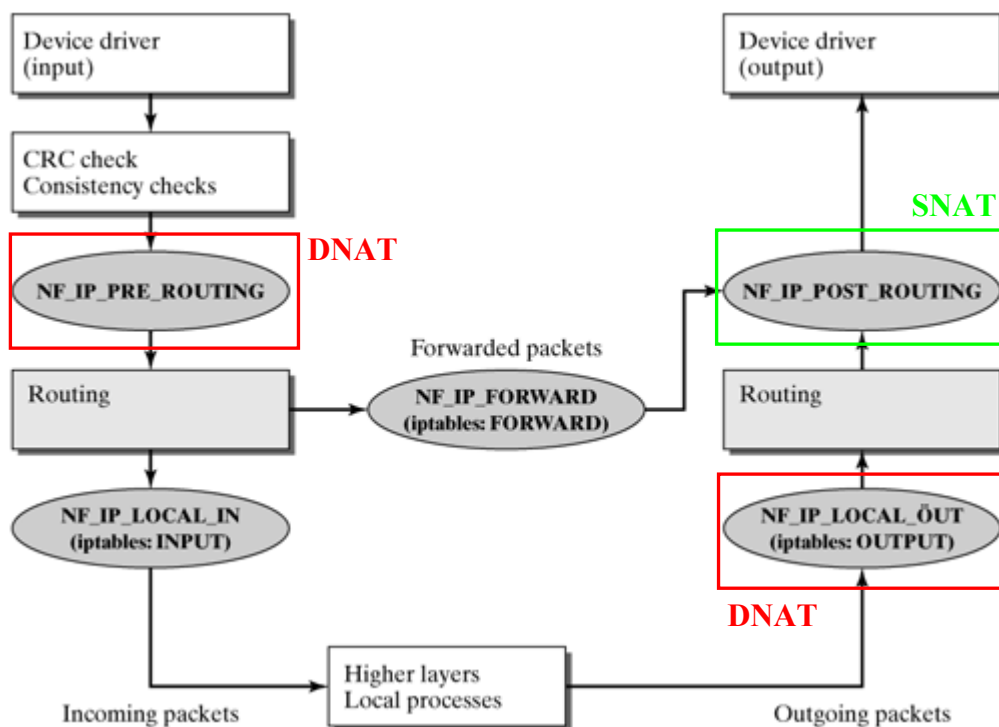 Device driver
(input)
Device driver
(output)
CRC check
Consistency checks
SNAT
DNAT
NF_IP_PRE_ROUTING
NF_IP_POST_ROUTING
Forwarded packets
Routing
NF_IP_FORWARD
(iptables: FORWARD)
Routing
NF_IP_LOCAL_IN
(iptables: INPUT)
NF_IP_LOCAL_ÖUT
(iptables: OUTPUT)
DNAT
Higher layers
Local processes
Incoming packets
Outgoing packets